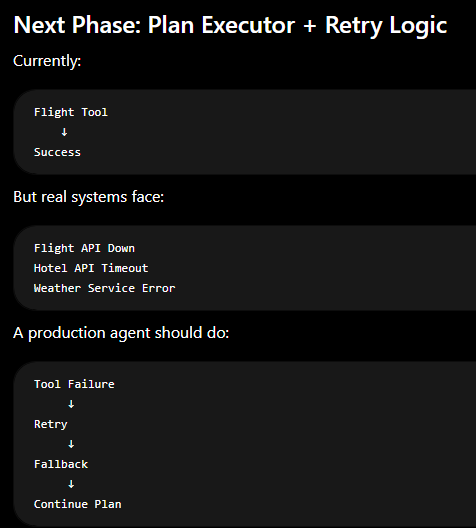 Next Phase: Plan Executor + Retry Logic
Currently:
Flight Tool
↓
Success
But real systems face:
Flight API Down
Hotel API Timeout
Weather Service Error
A production agent should do:
Tool Failure
↓
Retry
↓
Fallback
↓
Continue Plan